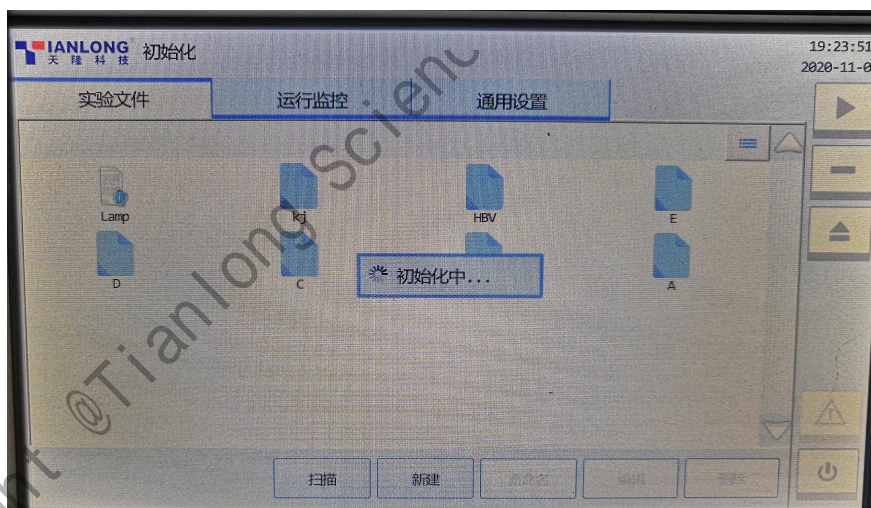 TIANLONG
天隆科技
初始化
19:23:51
2020-11-0
实验文件
运行监控
通用设置
Lamp
kj
HBV
E
D
C
A
初始化中...
扫描
新建
@Tianlong Scienc